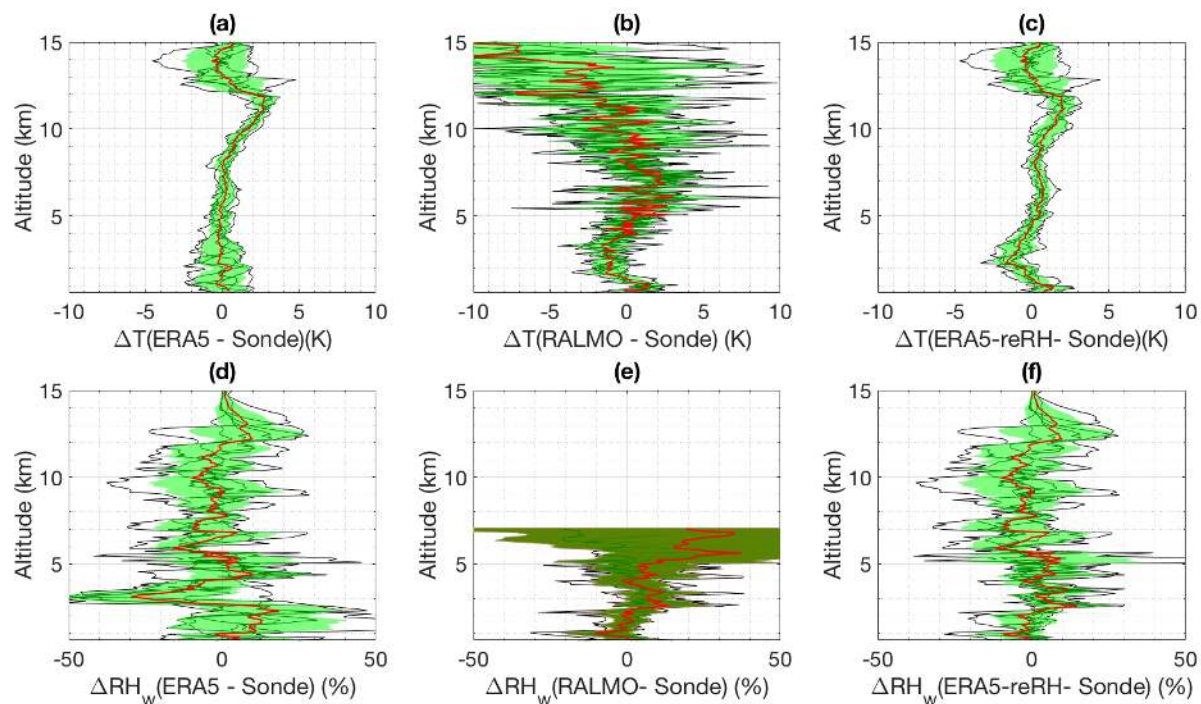 (a)
15
10
5
Altitude (km)
-10 -5 0 5 10
ΔT(ERA5 - Sonde)(K)
(b)
15
10
5
Altitude (km)
-10 -5 0 5 10
ΔT(RALMO - Sonde) (K)
(c)
15
10
5
Altitude (km)
-10 -5 0 5 10
ΔT(ERA5-reRH- Sonde)(K)
(d)
15
10
5
Altitude (km)
-50 0 50
ΔRH_w(ERA5 - Sonde) (%)
(e)
15
10
5
Altitude (km)
-50 0 50
ΔRH_w(RALMO- Sonde) (%)
(f)
15
10
5
Altitude (km)
-50 0 50
ΔRH_w(ERA5-reRH- Sonde) (%)